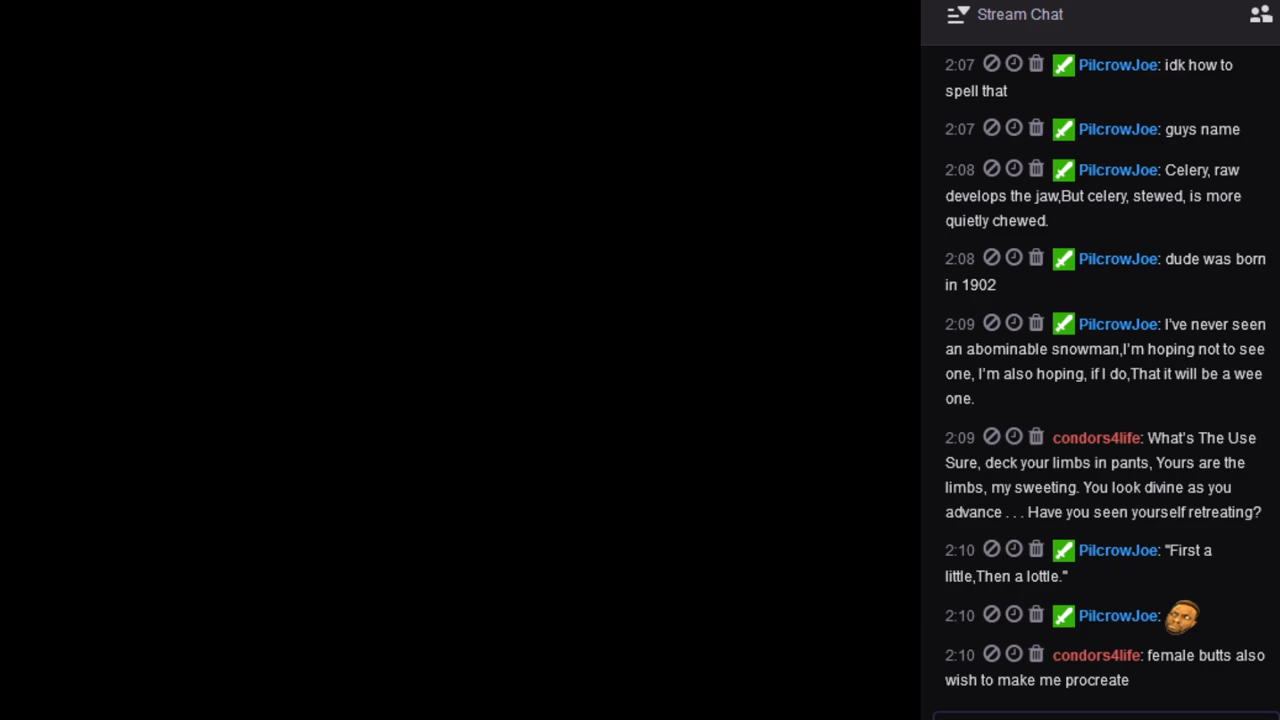 Stream Chat
2:07 PilcrowJoe: idk how to
spell that
2:07 PilcrowJoe: guys name
2:08 PilcrowJoe: Celery, raw
develops the jaw,But celery, stewed, is more
quietly chewed.
2:08 PilcrowJoe: dude was born
in 1902
2:09 PilcrowJoe: I've never seen
an abominable snowman,I'm hoping not to see
one, I'm also hoping, if I do,That it will be a wee
one.
2:09 condors4life: What's The Use
Sure, deck your limbs in pants, Yours are the
limbs, my sweeting. You look divine as you
advance . . . Have you seen yourself retreating?
2:10 PilcrowJoe: "First a
little,Then a lottle."
2:10 PilcrowJoe:
2:10 condors4life: female butts also
wish to make me procreate